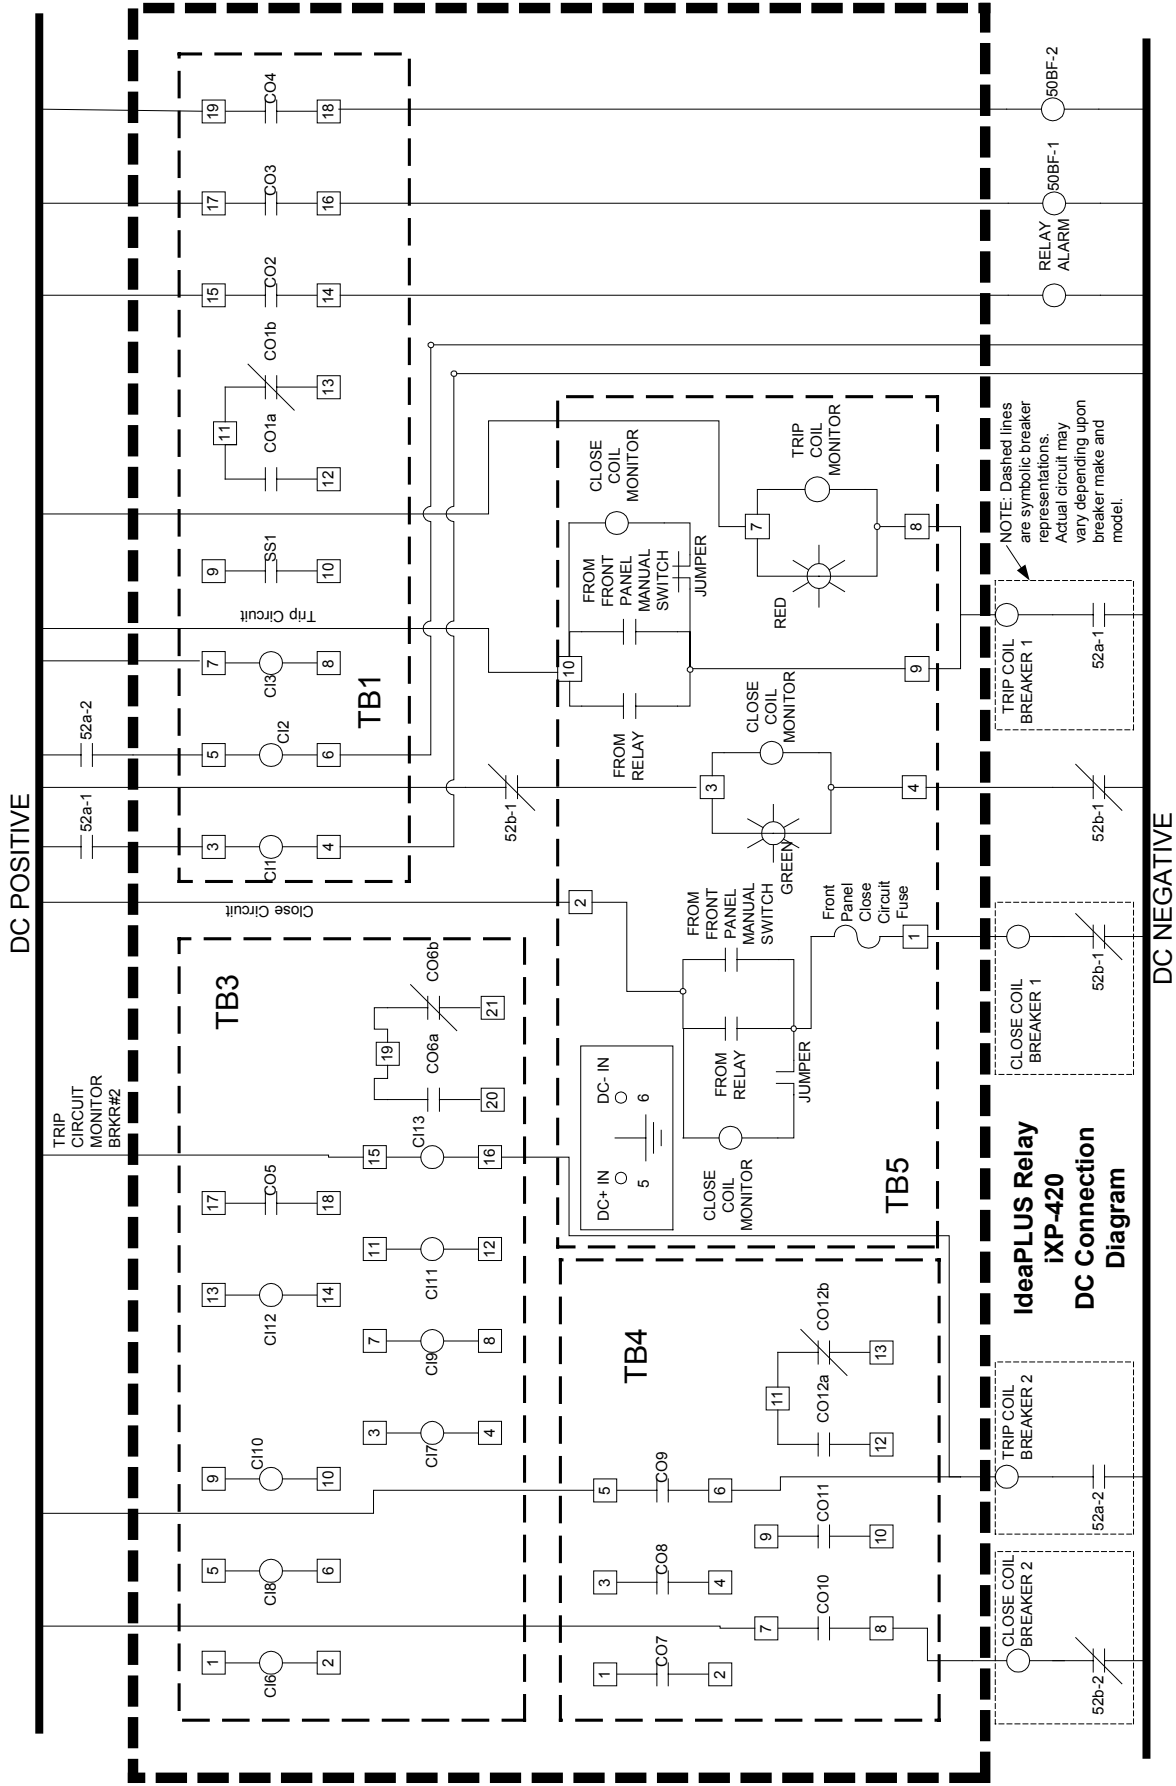 DC POSITIVE
TRIP
CIRCUIT
MONITOR
BRKR#2
52a-1
52a-2
TB3
1
CI6
2
5
CI8
6
9
CI10
10
13
CI12
14
17
CO5
18
3
CI7
4
7
CI9
8
11
CI11
12
15
CI13
16
19
CO6a
CO6b
20
21
Close Circuit
TB1
3
CI1
4
5
CI2
6
7
CI3
8
Trip Circuit
9
SS1
10
11
CO1a
CO1b
12
13
15
CO2
14
17
CO3
16
19
CO4
18
TB4
1
CO7
2
3
CO8
4
5
CO9
6
7
CO10
8
9
CO11
10
11
CO12a
CO12b
12
13
TB5
DC+ IN
DC- IN
5
6
CLOSE
COIL
MONITOR
FROM
RELAY
FROM
FRONT
PANEL
MANUAL
SWITCH
JUMPER
2
Front
Panel
Close
Circuit
Fuse
1
52b-1
3
GREEN
CLOSE
COIL
MONITOR
4
10
FROM
RELAY
FROM
FRONT
PANEL
MANUAL
SWITCH
CLOSE
COIL
MONITOR
JUMPER
9
7
RED
TRIP
COIL
MONITOR
8
CLOSE COIL
BREAKER 2
52b-2
TRIP COIL
BREAKER 2
52a-2
IdeaPLUS Relay
iXP-420
DC Connection
Diagram
CLOSE COIL
BREAKER 1
52b-1
52b-1
TRIP COIL
BREAKER 1
52a-1
NOTE: Dashed lines
are symbolic breaker
representations.
Actual circuit may
vary depending upon
breaker make and
model.
RELAY
ALARM
50BF-1
50BF-2
DC NEGATIVE